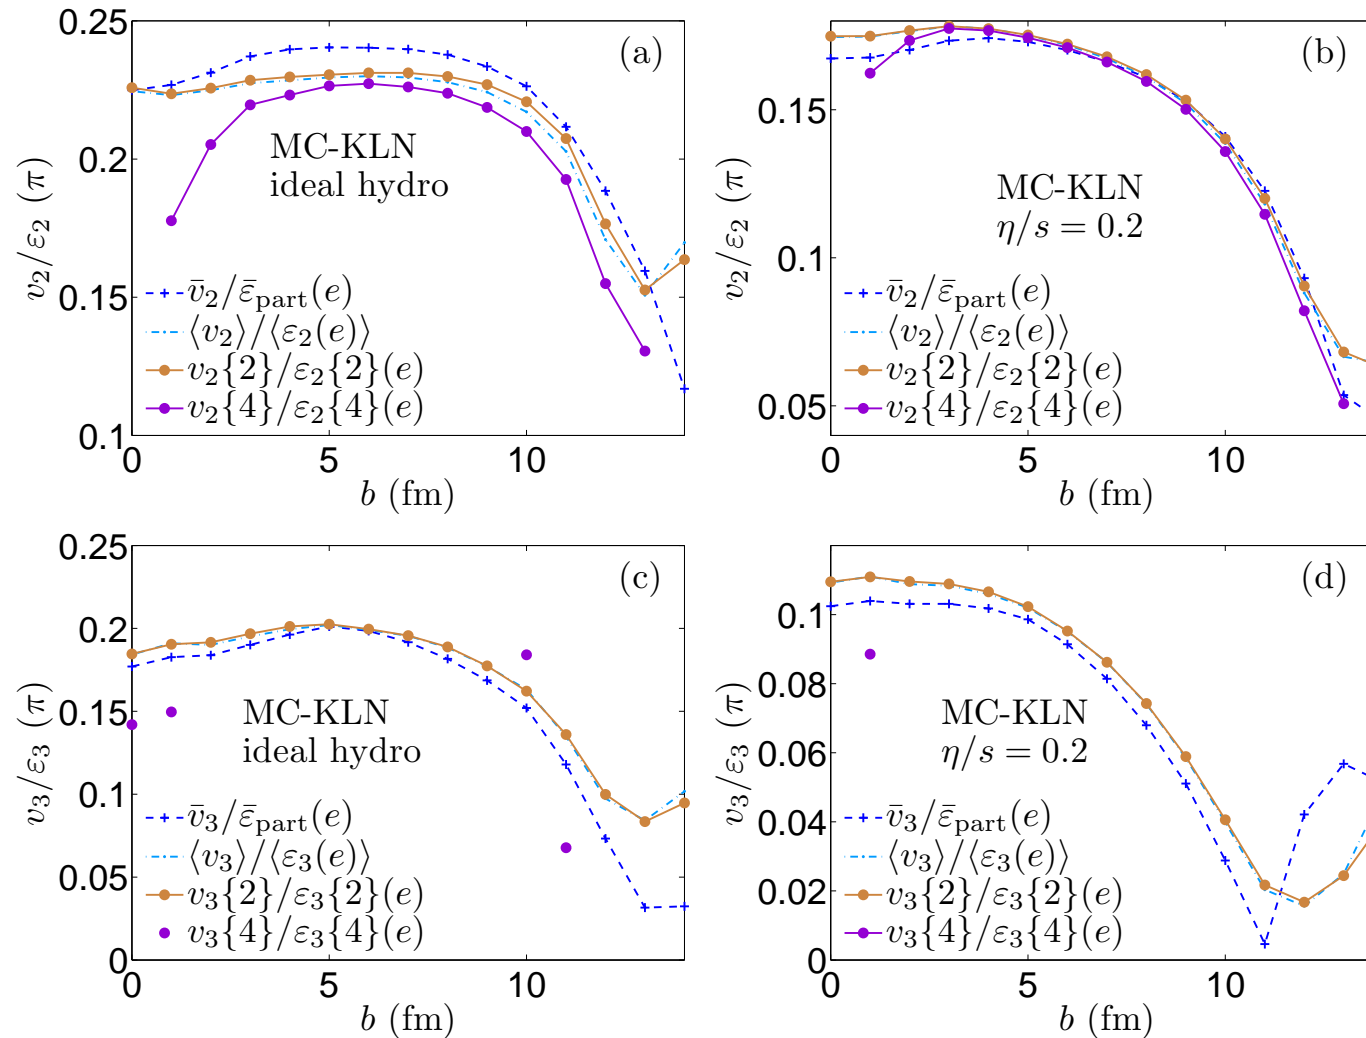 0.25
0.2
0.15
0.1
0
5
10
v₂/ε₂ (π)
b (fm)
(a)
MC-KLN
ideal hydro
v̄₂/ε̄_part(e)
⟨v₂⟩/⟨ε₂(e)⟩
v₂{2}/ε₂{2}(e)
v₂{4}/ε₂{4}(e)
0.15
0.1
0.05
0
5
10
v₂/ε₂ (π)
b (fm)
(b)
MC-KLN
η/s = 0.2
v̄₂/ε̄_part(e)
⟨v₂⟩/⟨ε₂(e)⟩
v₂{2}/ε₂{2}(e)
v₂{4}/ε₂{4}(e)
0.25
0.2
0.15
0.1
0.05
0
0
5
10
v₃/ε₃ (π)
b (fm)
(c)
MC-KLN
ideal hydro
v̄₃/ε̄_part(e)
⟨v₃⟩/⟨ε₃(e)⟩
v₃{2}/ε₃{2}(e)
v₃{4}/ε₃{4}(e)
0.1
0.08
0.06
0.04
0.02
0
0
5
10
v₃/ε₃ (π)
b (fm)
(d)
MC-KLN
η/s = 0.2
v̄₃/ε̄_part(e)
⟨v₃⟩/⟨ε₃(e)⟩
v₃{2}/ε₃{2}(e)
v₃{4}/ε₃{4}(e)